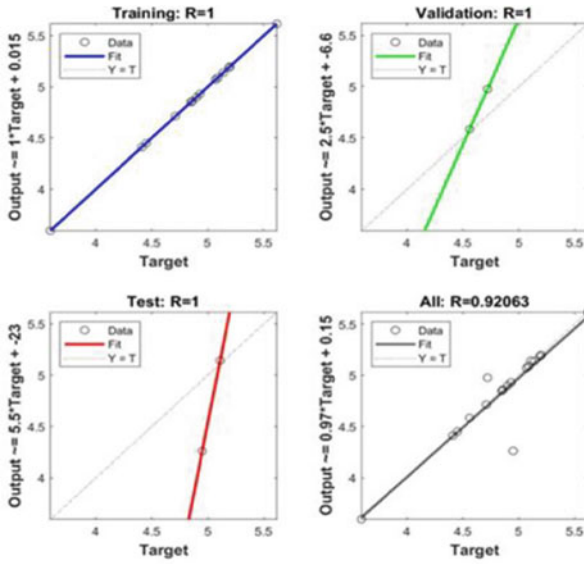 Training: R=1
Output ~= 1*Target + 0.015
Data
Fit
Y = T
5.5
5
4.5
4
4 4.5 5 5.5
Target
Validation: R=1
Output ~= 2.5*Target + -6.6
Data
Fit
Y = T
5.5
5
4.5
4
4 4.5 5 5.5
Target
Test: R=1
Output ~= 5.5*Target + -23
Data
Fit
Y = T
5.5
5
4.5
4
4 4.5 5 5.5
Target
All: R=0.92063
Output ~= 0.97*Target + 0.15
Data
Fit
Y = T
5.5
5
4.5
4
4 4.5 5 5.5
Target